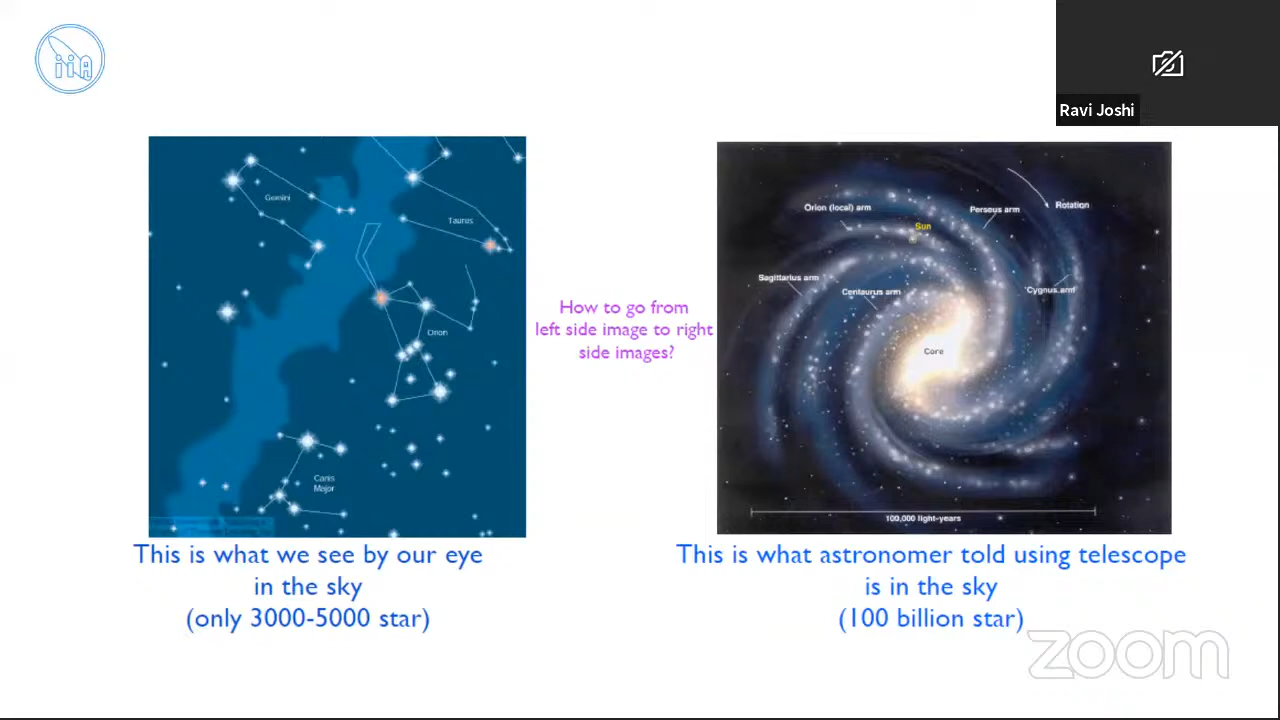 iiA
Ravi Joshi
Gemini
Taurus
Orion
Canis
Major
How to go from
left side image to right
side images?
Orion (local) arm
Perseus arm
Rotation
Sun
Sagittarius arm
Centaurus arm
Cygnus arm
Core
100,000 light-years
This is what we see by our eye
in the sky
(only 3000-5000 star)
This is what astronomer told using telescope
is in the sky
(100 billion star)
zoom